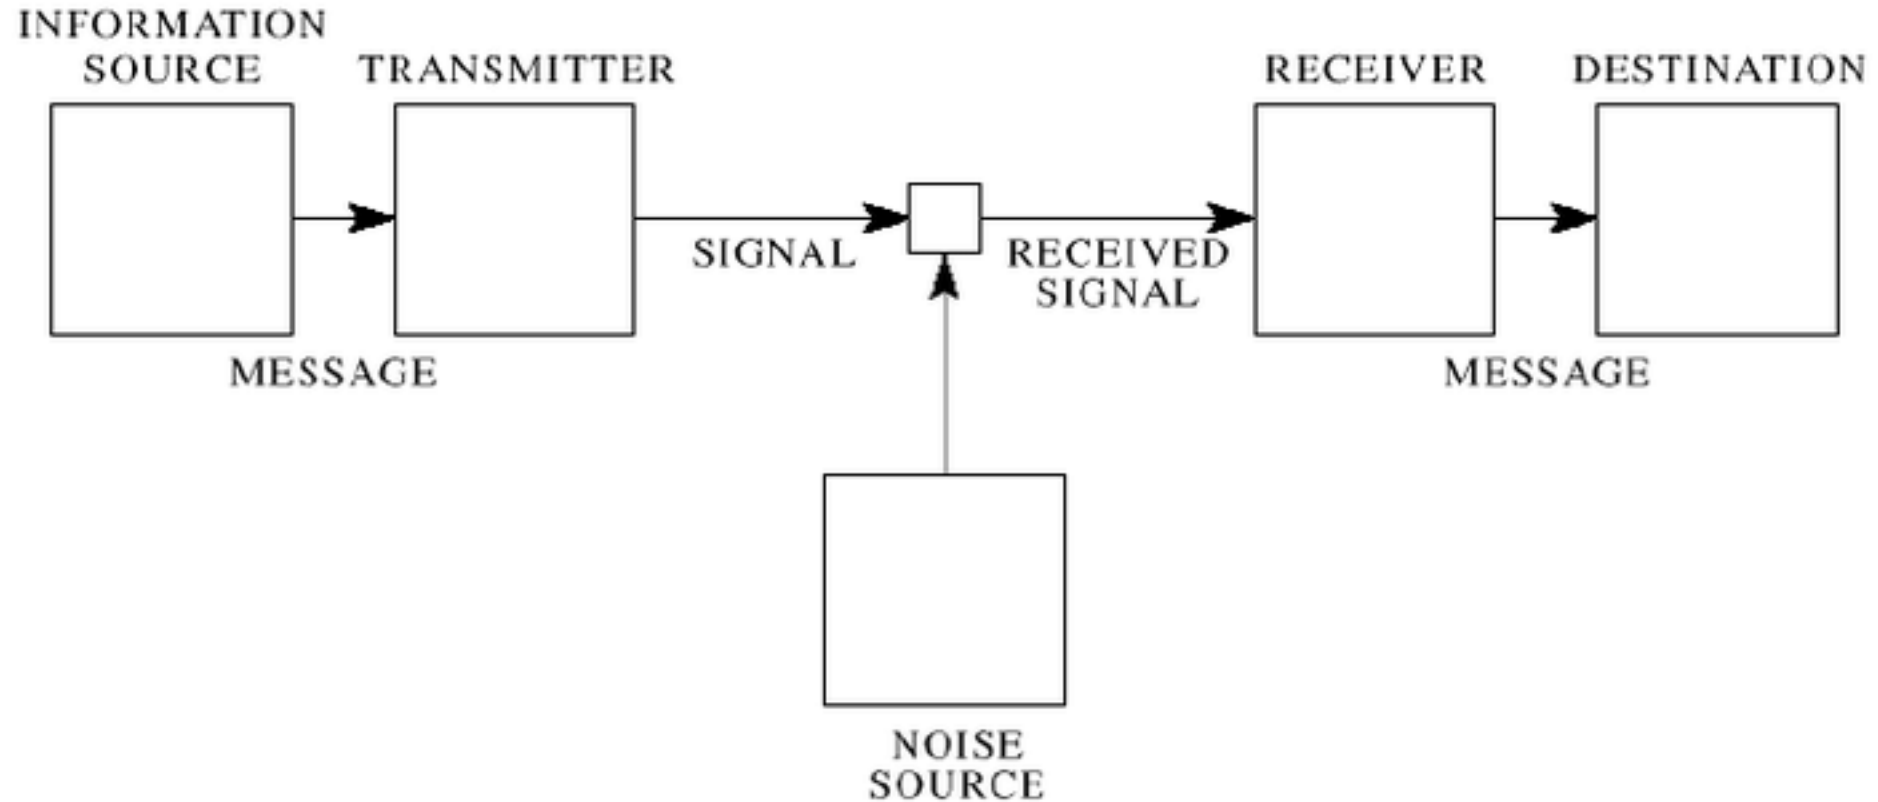 INFORMATION
SOURCE
TRANSMITTER
RECEIVER
DESTINATION
SIGNAL
RECEIVED
SIGNAL
MESSAGE
MESSAGE
NOISE
SOURCE